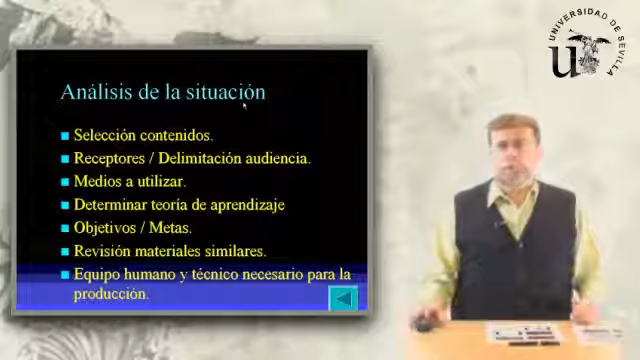 Análisis de la situación
Selección contenidos.
Receptores / Delimitación audiencia.
Medios a utilizar.
Determinar teoría de aprendizaje
Objetivos / Metas.
Revisión materiales similares.
Equipo humano y técnico necesario para la
producción.
UNIVERSIDAD DE SEVILLA